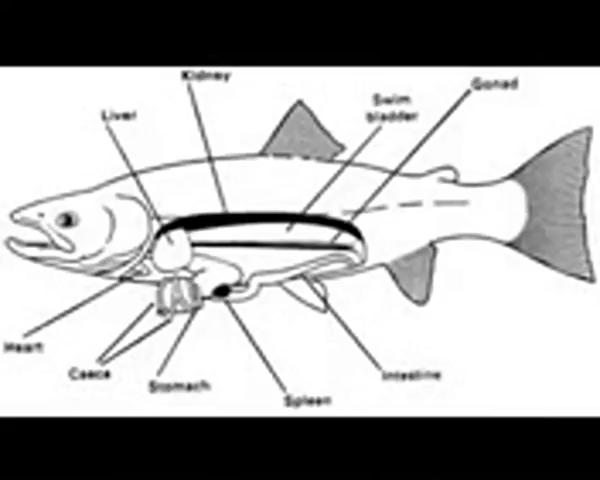 Kidney
Gonad
Swim
bladder
Liver
Heart
Caeca
Stomach
Intestine
Spleen